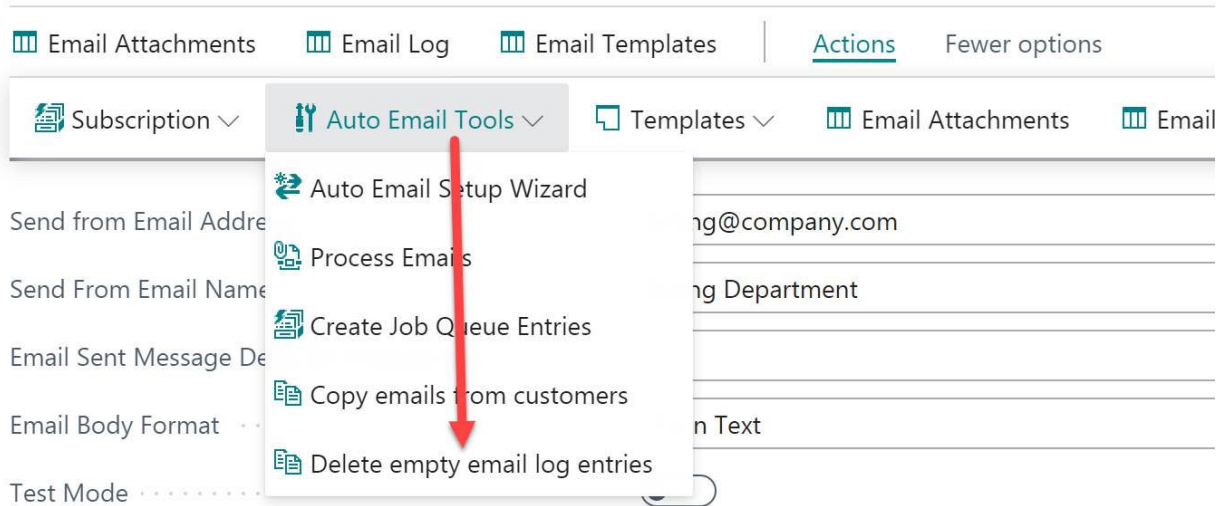 Email Attachments Email Log Email Templates Actions Fewer options
Subscription Auto Email Tools Templates Email Attachments Email
Auto Email Setup Wizard
Send from Email Addre ng@company.com
Process Emails
Send From Email Name ng Department
Create Job Queue Entries
Email Sent Message De
Copy emails from customers
Email Body Format n Text
Delete empty email log entries
Test Mode